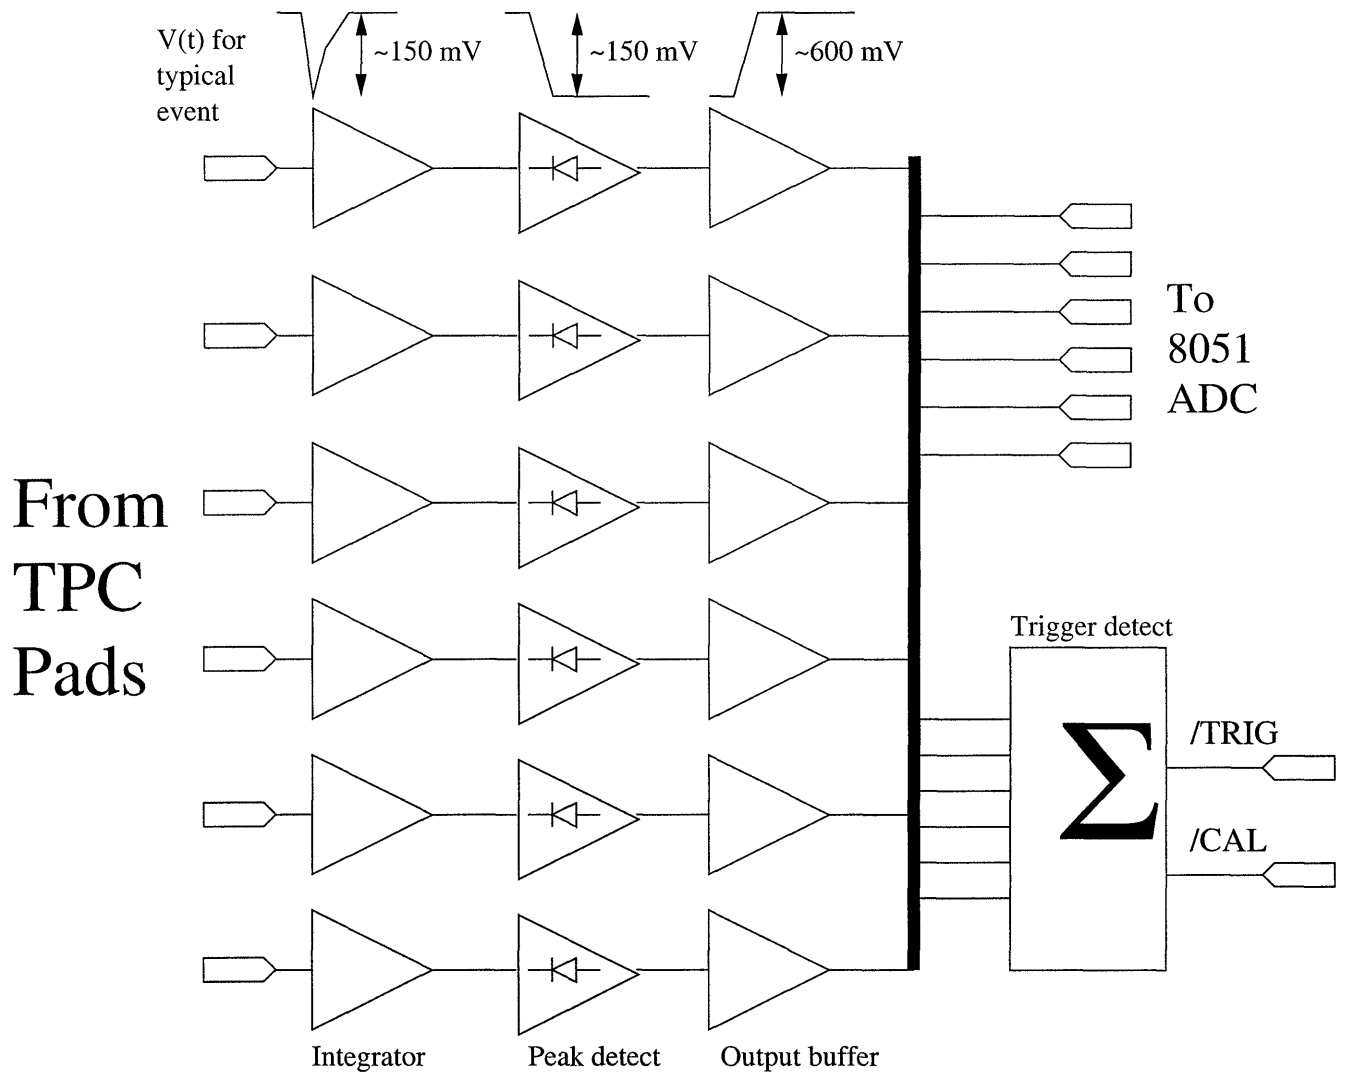 V(t) for
typical
event
~150 mV
~150 mV
~600 mV
To
8051
ADC
From
TPC
Pads
Trigger detect
Σ
/TRIG
/CAL
Integrator
Peak detect
Output buffer